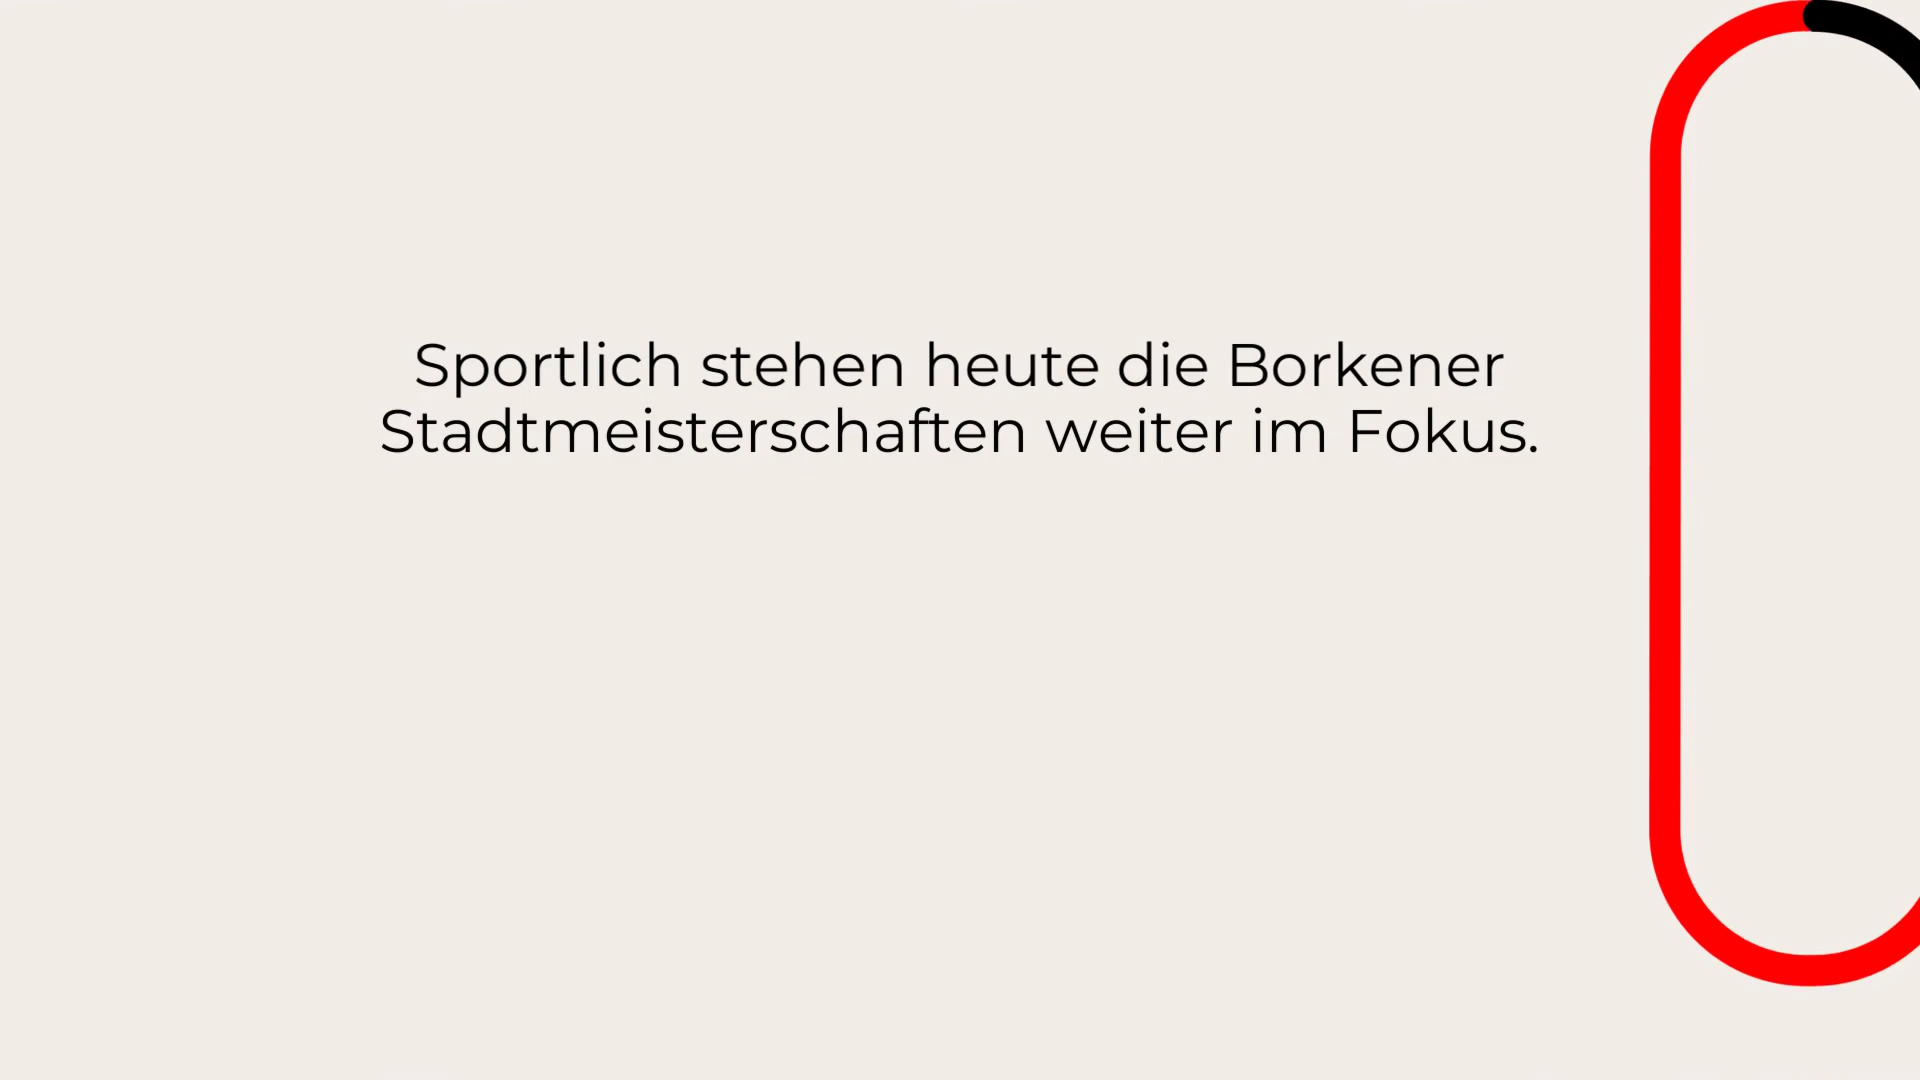 Sportlich stehen heute die Borkener
Stadtmeisterschaften weiter im Fokus.